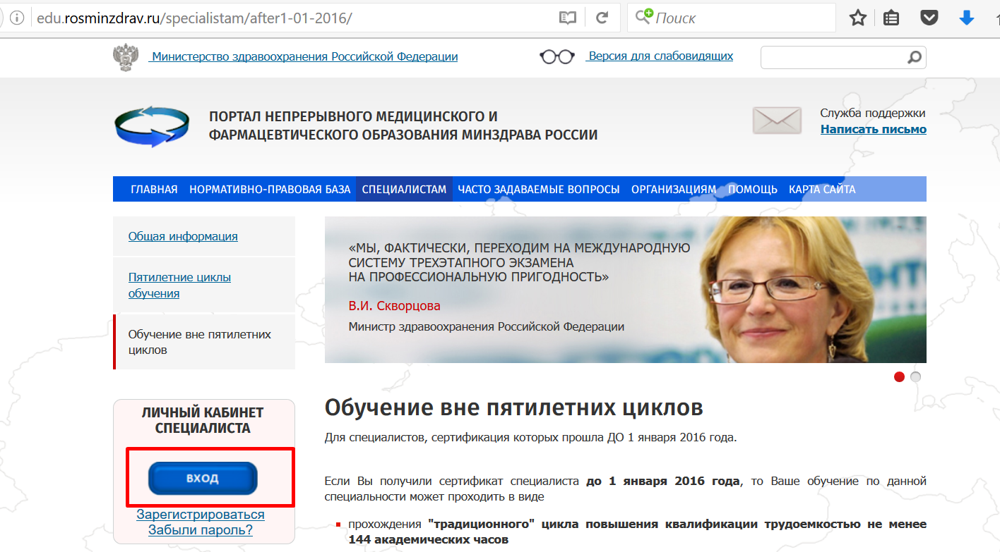 edu.rosminzdrav.ru/specialistam/after1-01-2016/
Поиск
Министерство здравоохранения Российской Федерации
Версия для слабовидящих
ПОРТАЛ НЕПРЕРЫВНОГО МЕДИЦИНСКОГО И
ФАРМАЦЕВТИЧЕСКОГО ОБРАЗОВАНИЯ МИНЗДРАВА РОССИИ
Служба поддержки
Написать письмо
ГЛАВНАЯ НОРМАТИВНО-ПРАВОВАЯ БАЗА СПЕЦИАЛИСТАМ ЧАСТО ЗАДАВАЕМЫЕ ВОПРОСЫ ОРГАНИЗАЦИЯМ ПОМОЩЬ КАРТА САЙТА
Общая информация
Пятилетние циклы
обучения
Обучение вне пятилетних
циклов
«МЫ, ФАКТИЧЕСКИ, ПЕРЕХОДИМ НА МЕЖДУНАРОДНУЮ
СИСТЕМУ ТРЕХЭТАПНОГО ЭКЗАМЕНА
НА ПРОФЕССИОНАЛЬНУЮ ПРИГОДНОСТЬ»
В.И. Скворцова
Министр здравоохранения Российской Федерации
ЛИЧНЫЙ КАБИНЕТ
СПЕЦИАЛИСТА
ВХОД
Зарегистрироваться
Забыли пароль?
Обучение вне пятилетних циклов
Для специалистов, сертификация которых прошла ДО 1 января 2016 года.
Если Вы получили сертификат специалиста до 1 января 2016 года, то Ваше обучение по данной
специальности может проходить в виде
прохождения "традиционного" цикла повышения квалификации трудоемкостью не менее
144 академических часов